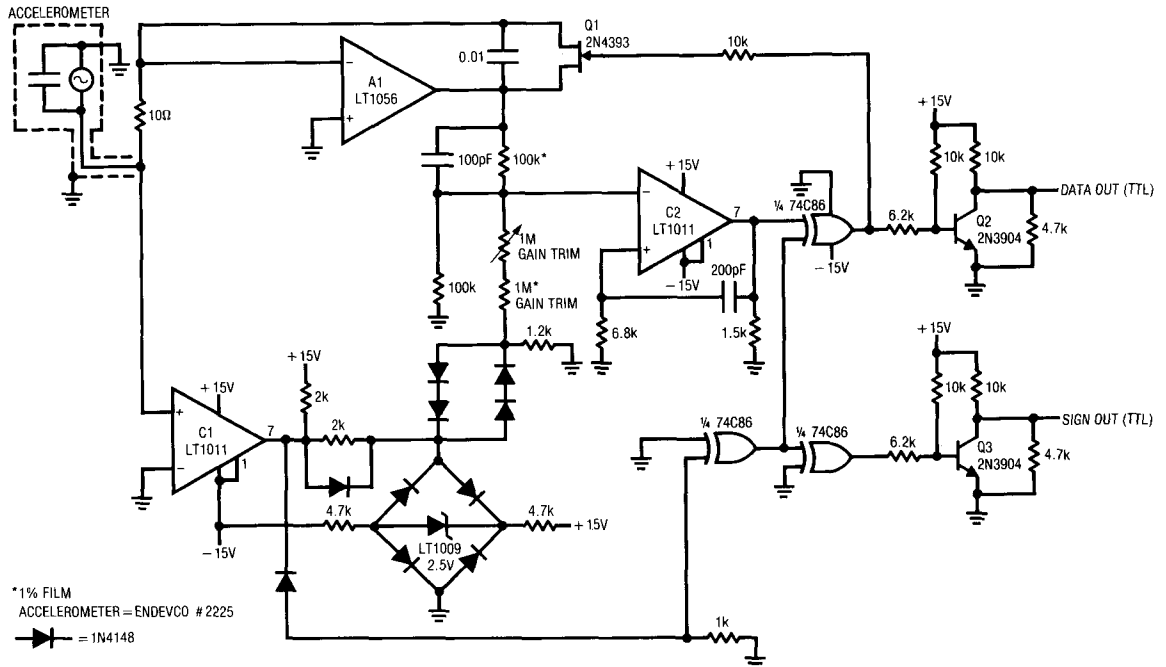 ACCELEROMETER
10Ω
−
A1
LT1056
+
0.01
Q1
2N4393
10k
100pF
100k*
1M
GAIN TRIM
1M*
GAIN TRIM
100k
1.2k
+15V
−
C2
LT1011
+
7
1
−15V
200pF
6.8k
1.5k
¼ 74C86
−15V
6.2k
+15V
10k
10k
DATA OUT (TTL)
Q2
2N3904
4.7k
+15V
+
C1
LT1011
−
7
1
−15V
+15V
2k
2k
4.7k
LT1009
2.5V
4.7k
+15V
¼ 74C86
¼ 74C86
6.2k
+15V
10k
10k
SIGN OUT (TTL)
Q3
2N3904
4.7k
1k
*1% FILM
ACCELEROMETER = ENDEVCO #2225
= 1N4148